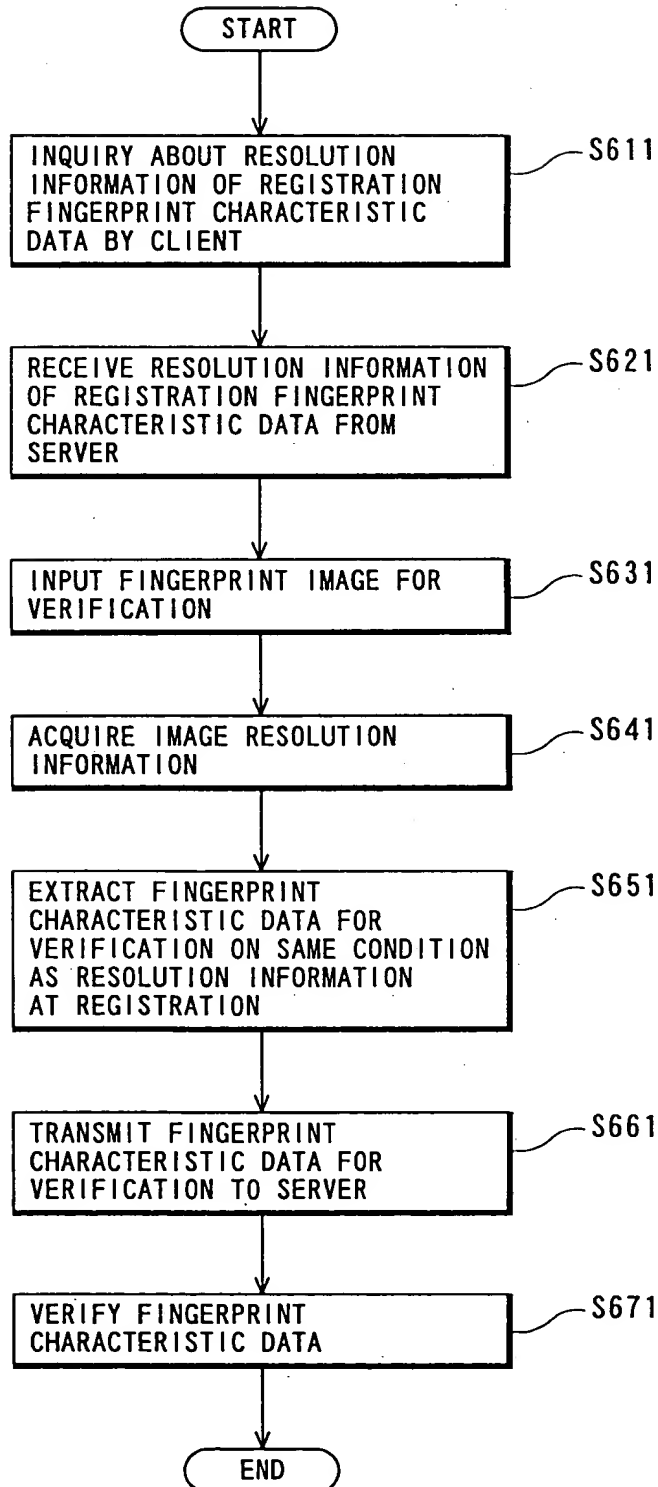 START
INQUIRY ABOUT RESOLUTION
INFORMATION OF REGISTRATION
FINGERPRINT CHARACTERISTIC
DATA BY CLIENT
S611
RECEIVE RESOLUTION INFORMATION
OF REGISTRATION FINGERPRINT
CHARACTERISTIC DATA FROM
SERVER
S621
INPUT FINGERPRINT IMAGE FOR
VERIFICATION
S631
ACQUIRE IMAGE RESOLUTION
INFORMATION
S641
EXTRACT FINGERPRINT
CHARACTERISTIC DATA FOR
VERIFICATION ON SAME CONDITION
AS RESOLUTION INFORMATION
AT REGISTRATION
S651
TRANSMIT FINGERPRINT
CHARACTERISTIC DATA FOR
VERIFICATION TO SERVER
S661
VERIFY FINGERPRINT
CHARACTERISTIC DATA
S671
END